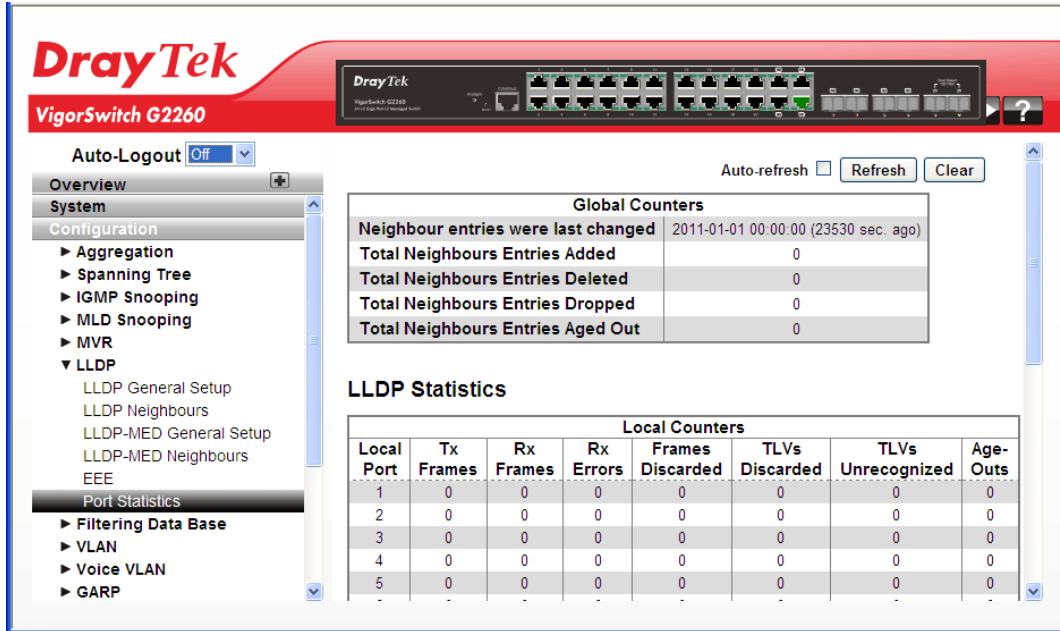 DrayTek
VigorSwitch G2260
DrayTek
VigorSwitch G2260
POWER
CONSOLE
?
Auto-Logout Off
Overview
System
Configuration
Aggregation
Spanning Tree
IGMP Snooping
MLD Snooping
MVR
LLDP
LLDP General Setup
LLDP Neighbours
LLDP-MED General Setup
LLDP-MED Neighbours
EEE
Port Statistics
Filtering Data Base
VLAN
Voice VLAN
GARP
Auto-refresh Refresh Clear
Global Counters
Neighbour entries were last changed 2011-01-01 00:00:00 (23530 sec. ago)
Total Neighbours Entries Added 0
Total Neighbours Entries Deleted 0
Total Neighbours Entries Dropped 0
Total Neighbours Entries Aged Out 0
LLDP Statistics
Local Counters
Local Port Tx Frames Rx Frames Rx Errors Frames Discarded TLVs Discarded TLVs Unrecognized Age-Outs
1 0 0 0 0 0 0 0
2 0 0 0 0 0 0 0
3 0 0 0 0 0 0 0
4 0 0 0 0 0 0 0
5 0 0 0 0 0 0 0